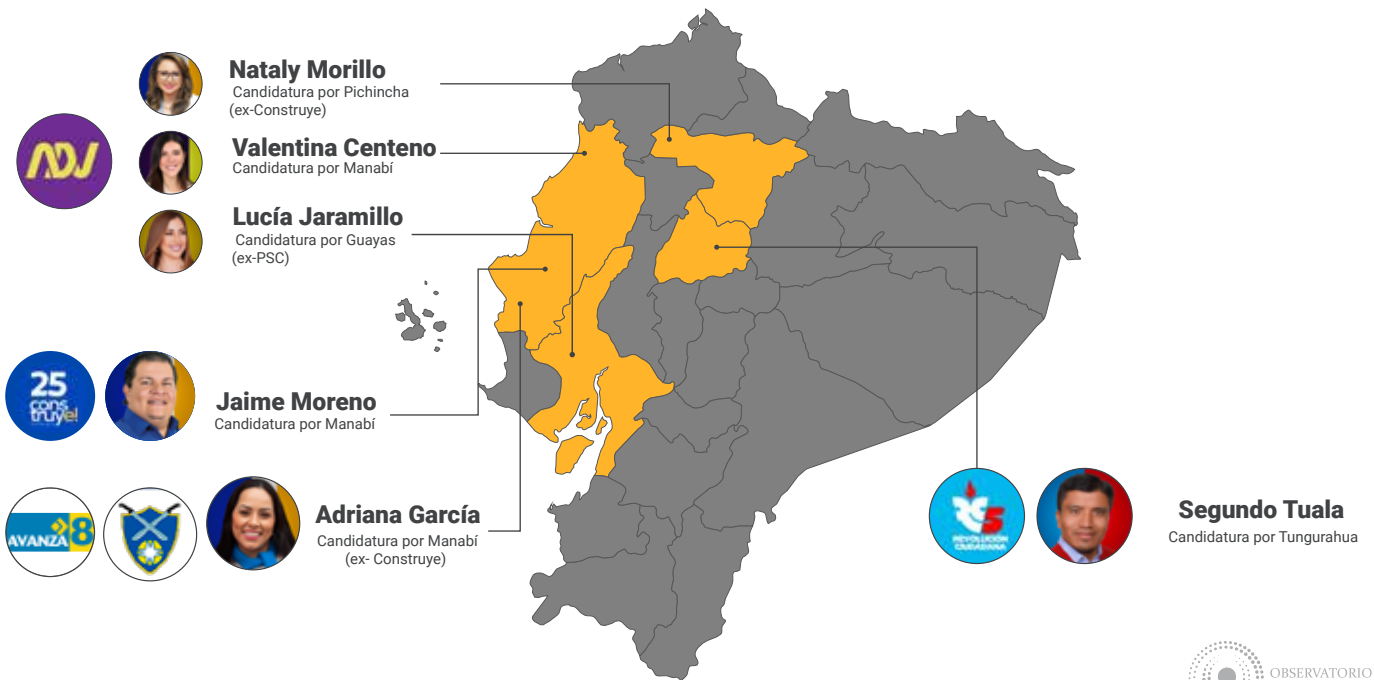 ADN
Nataly Morillo
Candidatura por Pichincha
(ex-Construye)
Valentina Centeno
Candidatura por Manabí
Lucía Jaramillo
Candidatura por Guayas
(ex-PSC)
25
cons
truye!
Jaime Moreno
Candidatura por Manabí
AVANZA 8
Adriana García
Candidatura por Manabí
(ex- Construye)
5
REVOLUCIÓN
CIUDADANA
Segundo Tuala
Candidatura por Tungurahua
OBSERVATORIO